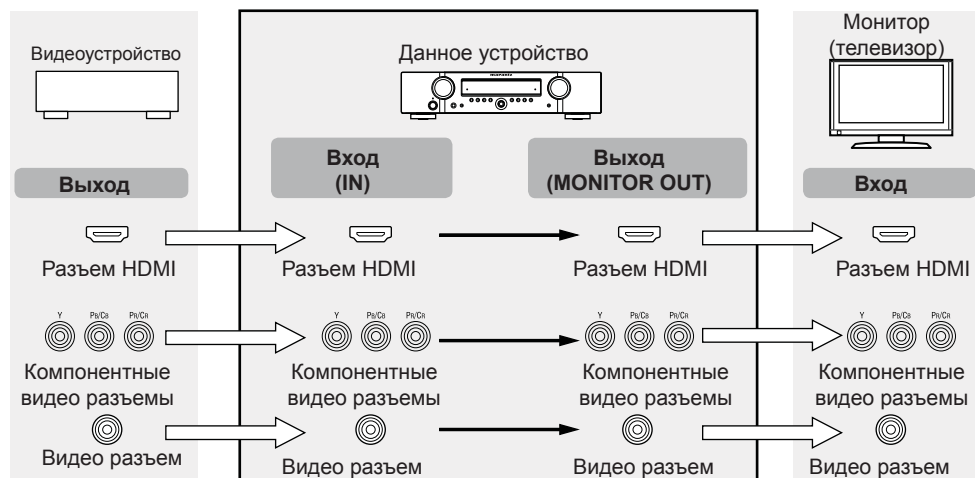 Видеоустройство
Данное устройство
Монитор
(телевизор)
Выход
Вход
(IN)
Выход
(MONITOR OUT)
Вход
Разъем HDMI
Разъем HDMI
Разъем HDMI
Разъем HDMI
Y PB/CB PR/CR
Y PB/CB PR/CR
Y PB/CB PR/CR
Y PB/CB PR/CR
Компонентные
видео разъемы
Компонентные
видео разъемы
Компонентные
видео разъемы
Компонентные
видео разъемы
Видео разъем
Видео разъем
Видео разъем
Видео разъем